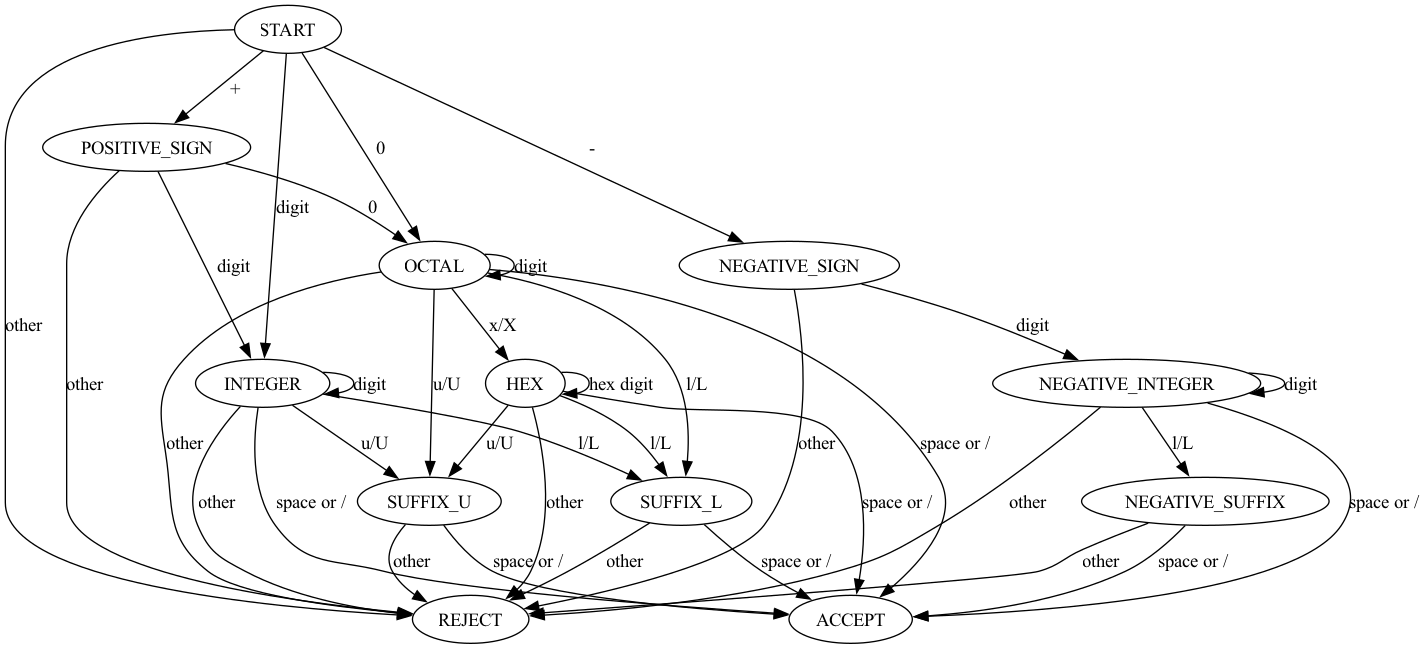 START
+
POSITIVE_SIGN
0
-
digit
0
digit
OCTAL
digit
NEGATIVE_SIGN
other
x/X
digit
other
INTEGER
digit
u/U
HEX
hex digit
l/L
NEGATIVE_INTEGER
digit
other
u/U
u/U
l/L
l/L
other
space or /
l/L
other
space or /
SUFFIX_U
other
SUFFIX_L
space or /
other
NEGATIVE_SUFFIX
space or /
other
space or /
other
space or /
other
space or /
REJECT
ACCEPT